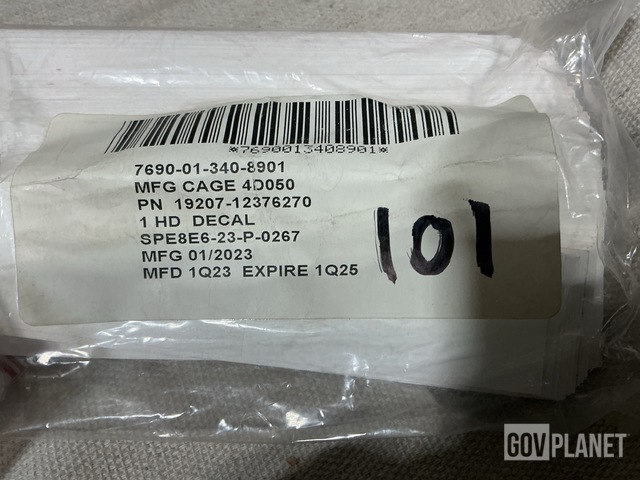 *7690013408901*
7690-01-340-8901
MFG CAGE 4D050
PN 19207-12376270
1 HD DECAL
SPE8E6-23-P-0267
MFG 01/2023
MFD 1Q23 EXPIRE 1Q25
101
GOVPLANET